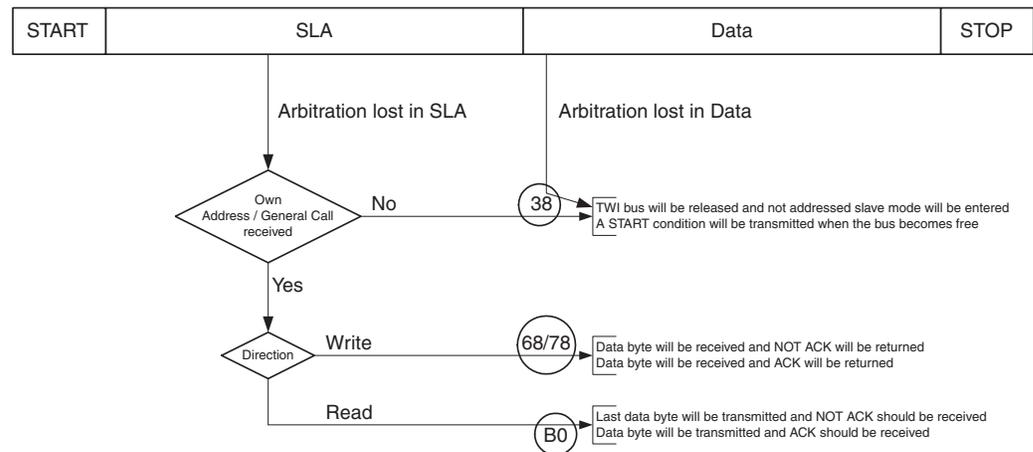 START SLA Data STOP
Arbitration lost in SLA Arbitration lost in Data
Own
Address / General Call
received
No
38
TWI bus will be released and not addressed slave mode will be entered
A START condition will be transmitted when the bus becomes free
Yes
Direction
Write
68/78
Data byte will be received and NOT ACK will be returned
Data byte will be received and ACK will be returned
Read
B0
Last data byte will be transmitted and NOT ACK should be received
Data byte will be transmitted and ACK should be received